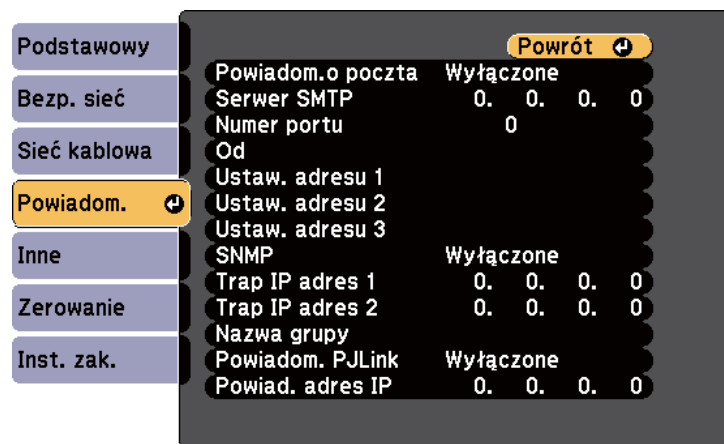 Podstawowy
Bezp. sieć
Sieć kablowa
Powiadom.
Inne
Zerowanie
Inst. zak.
Powrót
Powiadom.o poczta Wyłączone
Serwer SMTP 0. 0. 0. 0
Numer portu 0
Od
Ustaw. adresu 1
Ustaw. adresu 2
Ustaw. adresu 3
SNMP Wyłączone
Trap IP adres 1 0. 0. 0. 0
Trap IP adres 2 0. 0. 0. 0
Nazwa grupy
Powiadom. PJLink Wyłączone
Powiad. adres IP 0. 0. 0. 0